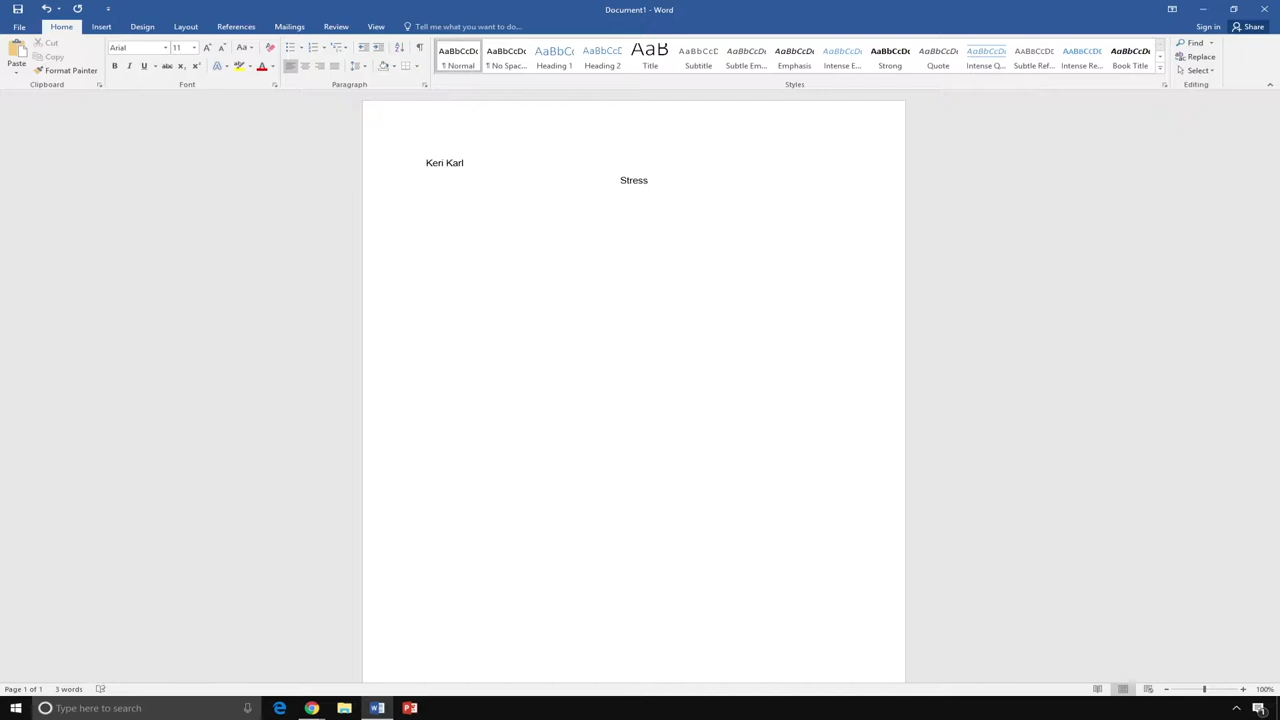 Document1 - Word
File Home Insert Design Layout References Mailings Review View Tell me what you want to do... Sign in Share
Paste
Cut
Copy
Format Painter
Clipboard
Arial 11
Font
Paragraph
AaBbCcDc AaBbCcDc AaBbCc AaBbCcD AaB AaBbCcD AaBbCcDc AaBbCcDc AaBbCcDc AaBbCcDc AaBbCcDc AaBbCcDc AaBbCcDc AaBbCcDc AaBbCcDc
¶ Normal ¶ No Spac... Heading 1 Heading 2 Title Subtitle Subtle Em... Emphasis Intense E... Strong Quote Intense Q... Subtle Ref... Intense Re... Book Title
Styles
Find
Replace
Select
Editing
Keri Karl
Stress
Page 1 of 1 3 words 100%
Type here to search